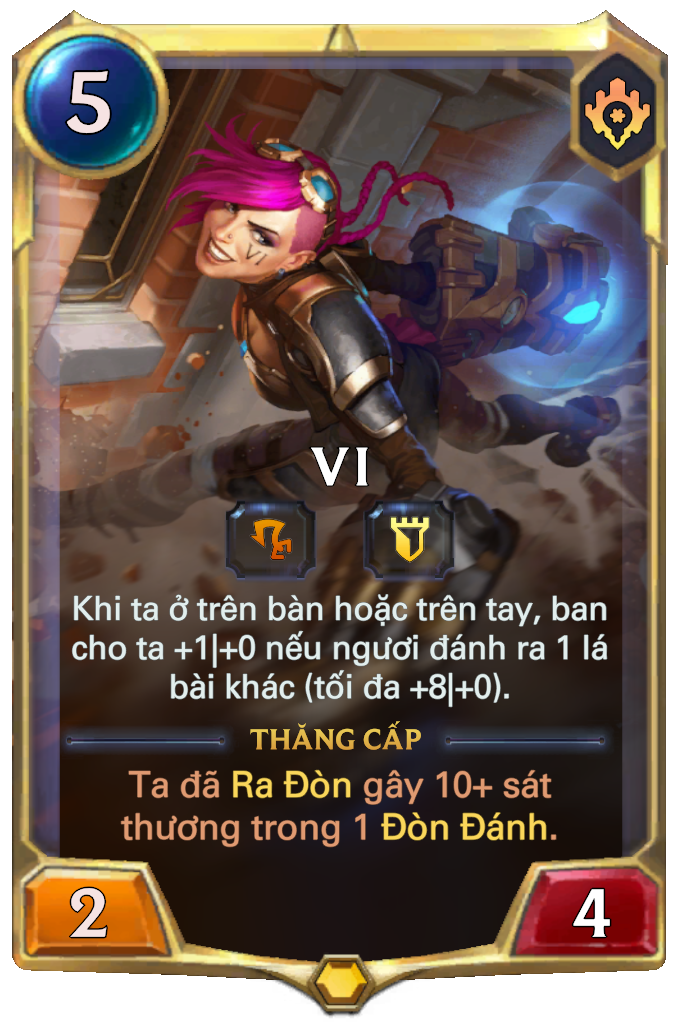 5
VI
VI
Khi ta ở trên bàn hoặc trên tay, ban
cho ta +1|+0 nếu ngươi đánh ra 1 lá
bài khác (tối đa +8|+0).
THĂNG CẤP
Ta đã Ra Đòn gây 10+ sát
thương trong 1 Đòn Đánh.
2
4